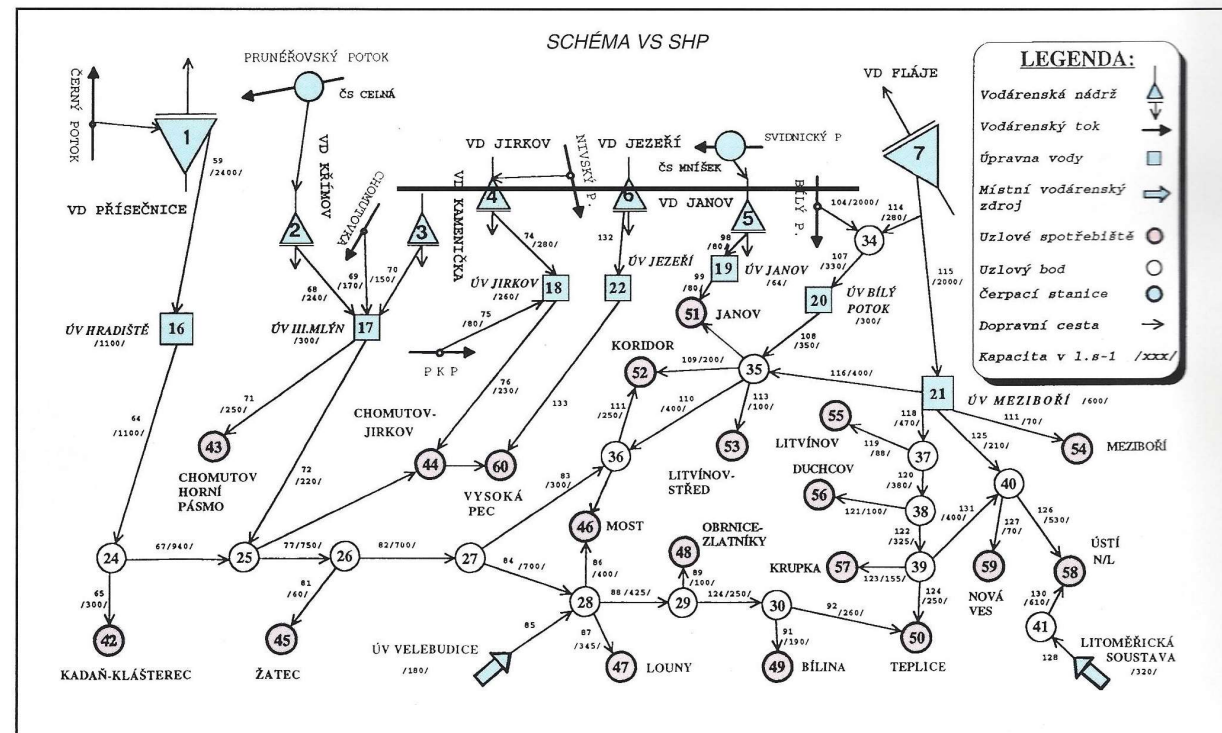 SCHÉMA VS SHP
PRUNÉŘOVSKÝ POTOK
ČS CELNÁ
ČERNÝ POTOK
1
59
/2400/
VD PŘÍSEČNICE
VD KŘÍMOV
2
CHOMUTOVKA
3
VD KAMENIČKA
VD JIRKOV
4
NIVSKÝ P.
VD JEZEŘÍ
6
SVIDNICKÝ P
ČS MNÍŠEK
VD JANOV
5
BÍLÝ P.
VD FLÁJE
7
104/2000/
114
/280/
34
107
/330/
115
/2000/
68
/240/
69
/170/
70
/150/
74
/280/
132
98
/80/
19
ÚV JANOV
/64/
99
/80/
ÚV HRADIŠTĚ
/1100/
16
ÚV III.MLÝN
/300/
17
ÚV JIRKOV
/260/
18
ÚV JEZEŘÍ
22
20
ÚV BÍLÝ
POTOK
/300/
75
/80/
PKP
51
JANOV
108
/350/
KORIDOR
52
109/200/
35
116/400/
21
ÚV MEZIBOŘÍ /600/
64
/1100/
71
/250/
43
CHOMUTOV
HORNÍ
PÁSMO
72
/220/
76
/230/
133
CHOMUTOV-
JIRKOV
44
60
VYSOKÁ
PEC
111
/250/
110
/400/
113
/100/
53
LITVÍNOV-
STŘED
36
83
/300/
55
LITVÍNOV
118
/470/
119
/88/
37
125
/210/
111
/70/
54
MEZIBOŘÍ
DUCHCOV
56
120
/380/
121/100/
38
40
131
/400/
122
/325/
127
/70/
126
/530/
46
MOST
OBRNICE-
ZLATNÍKY
48
KRUPKA
57
123/155/
39
59
NOVÁ
VES
ÚSTÍ
N/L
58
24
67/940/
25
77/750/
26
82/700/
27
84
/700/
86
/400/
89
/100/
124
/250/
130
/610/
65
/300/
81
/60/
28
88 /425/
29
124/250/
30
92
/260/
41
42
KADAŇ-KLÁŠTEREC
45
ŽATEC
85
ÚV VELEBUDICE
/180/
87
/345/
47
LOUNY
91
/190/
49
BÍLINA
50
TEPLICE
128
LITOMĚŘICKÁ
SOUSTAVA
/320/
LEGENDA:
Vodárenská nádrž
Vodárenský tok
Úpravna vody
Místní vodárenský
zdroj
Uzlové spotřebiště
Uzlový bod
Čerpací stanice
Dopravní cesta
Kapacita v l.s-1 /xxx/